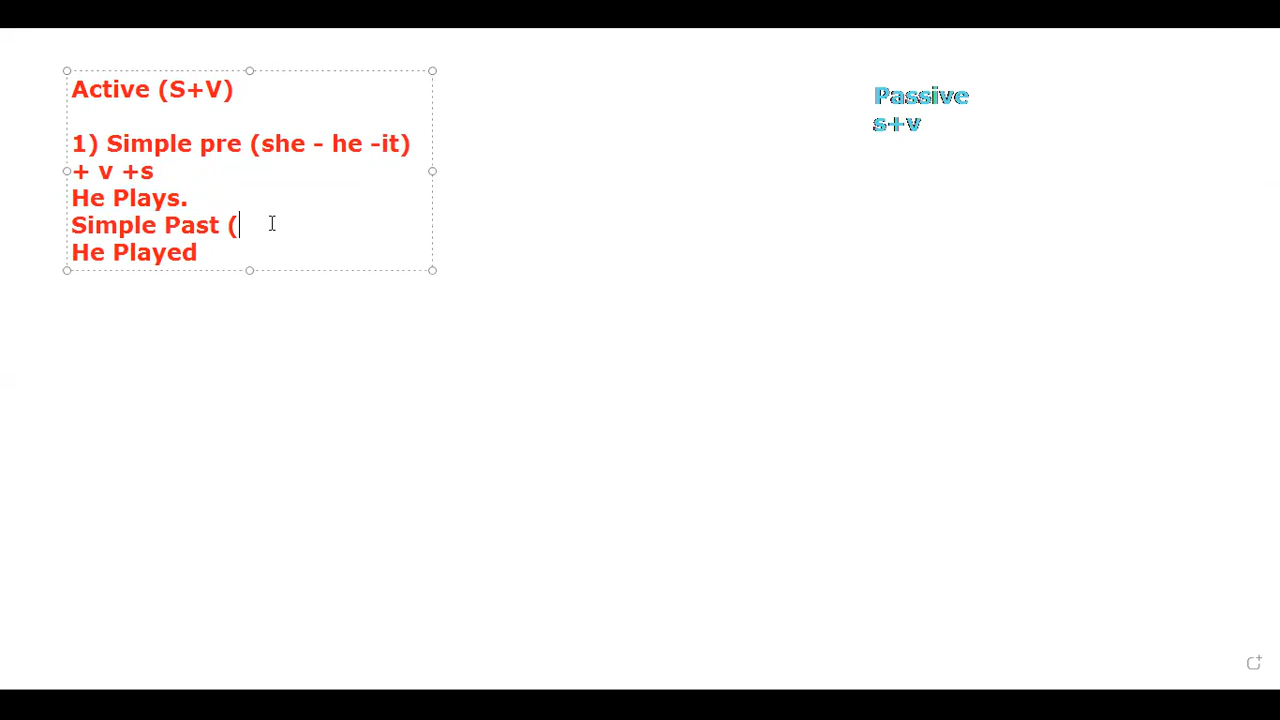 Active (S+V)
1) Simple pre (she - he -it)
+ v +s
He Plays.
Simple Past (
He Played
Passive
s+v